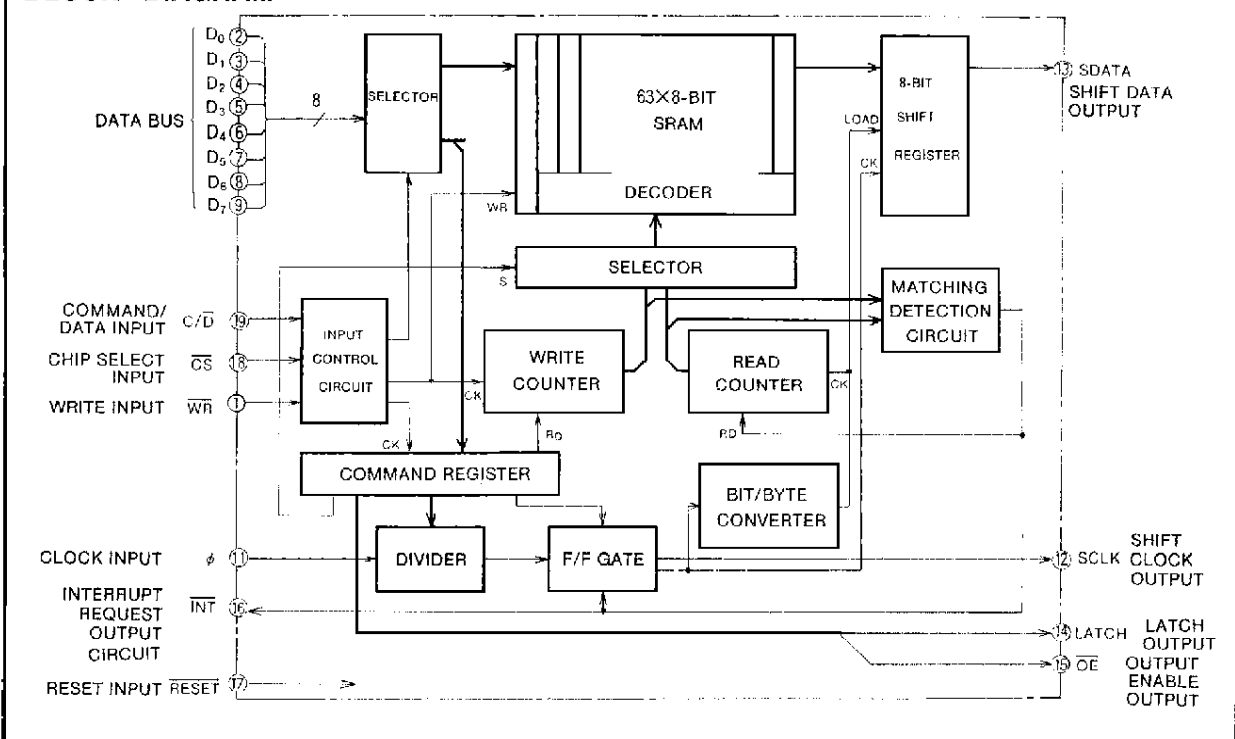 D0 2
D1 3
D2 4
D3 5
D4 6
D5 7
D6 8
D7 9
DATA BUS
8
SELECTOR
63×8-BIT
SRAM
DECODER
WR
8-BIT
SHIFT
REGISTER
LOAD
CK
13 SDATA
SHIFT DATA
OUTPUT
SELECTOR
S
COMMAND/
DATA INPUT C/D̅ 19
CHIP SELECT
INPUT C̅S̅ 18
WRITE INPUT W̅R̅ 1
INPUT
CONTROL
CIRCUIT
CK
WRITE
COUNTER
CK
RD
READ
COUNTER
CK
RD
MATCHING
DETECTION
CIRCUIT
COMMAND REGISTER
BIT/BYTE
CONVERTER
CLOCK INPUT φ 11
DIVIDER
F/F GATE
12 SCLK
SHIFT
CLOCK
OUTPUT
INTERRUPT
REQUEST
OUTPUT
CIRCUIT
I̅N̅T̅ 16
14 LATCH
LATCH
OUTPUT
15 O̅E̅
OUTPUT
ENABLE
OUTPUT
RESET INPUT R̅E̅S̅E̅T̅ 17